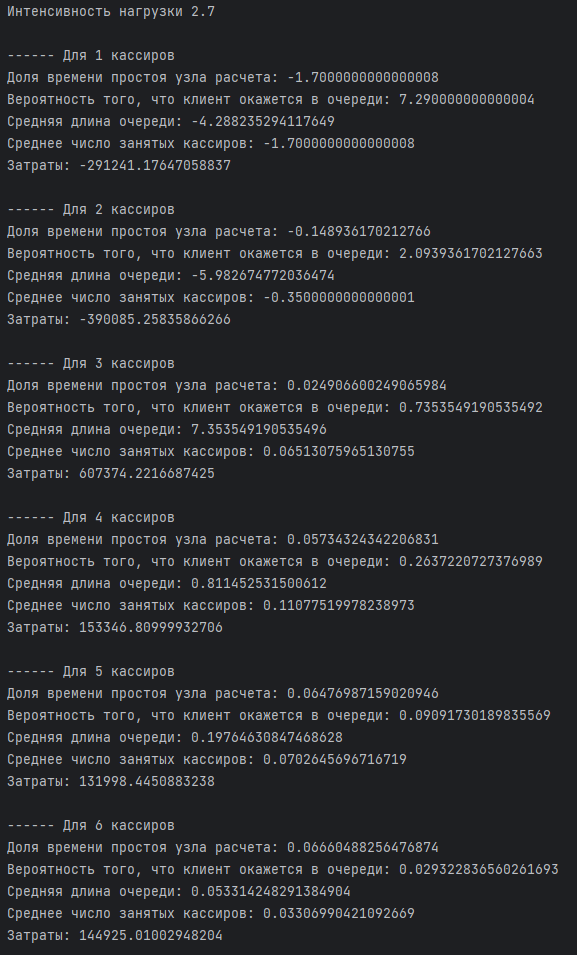 Интенсивность нагрузки 2.7
------ Для 1 кассиров
Доля времени простоя узла расчета: -1.7000000000000008
Вероятность того, что клиент окажется в очереди: 7.290000000000004
Средняя длина очереди: -4.288235294117649
Среднее число занятых кассиров: -1.7000000000000008
Затраты: -291241.17647058837
------ Для 2 кассиров
Доля времени простоя узла расчета: -0.148936170212766
Вероятность того, что клиент окажется в очереди: 2.0939361702127663
Средняя длина очереди: -5.982674772036474
Среднее число занятых кассиров: -0.3500000000000001
Затраты: -390085.25835866266
------ Для 3 кассиров
Доля времени простоя узла расчета: 0.024906600249065984
Вероятность того, что клиент окажется в очереди: 0.7353549190535492
Средняя длина очереди: 7.353549190535496
Среднее число занятых кассиров: 0.06513075965130755
Затраты: 607374.2216687425
------ Для 4 кассиров
Доля времени простоя узла расчета: 0.05734324342206831
Вероятность того, что клиент окажется в очереди: 0.2637220727376989
Средняя длина очереди: 0.811452531500612
Среднее число занятых кассиров: 0.11077519978238973
Затраты: 153346.80999932706
------ Для 5 кассиров
Доля времени простоя узла расчета: 0.06476987159020946
Вероятность того, что клиент окажется в очереди: 0.09091730189835569
Средняя длина очереди: 0.19764630847468628
Среднее число занятых кассиров: 0.0702645696716719
Затраты: 131998.4450883238
------ Для 6 кассиров
Доля времени простоя узла расчета: 0.06660488256476874
Вероятность того, что клиент окажется в очереди: 0.029322836560261693
Средняя длина очереди: 0.053314248291384904
Среднее число занятых кассиров: 0.03306990421092669
Затраты: 144925.01002948204